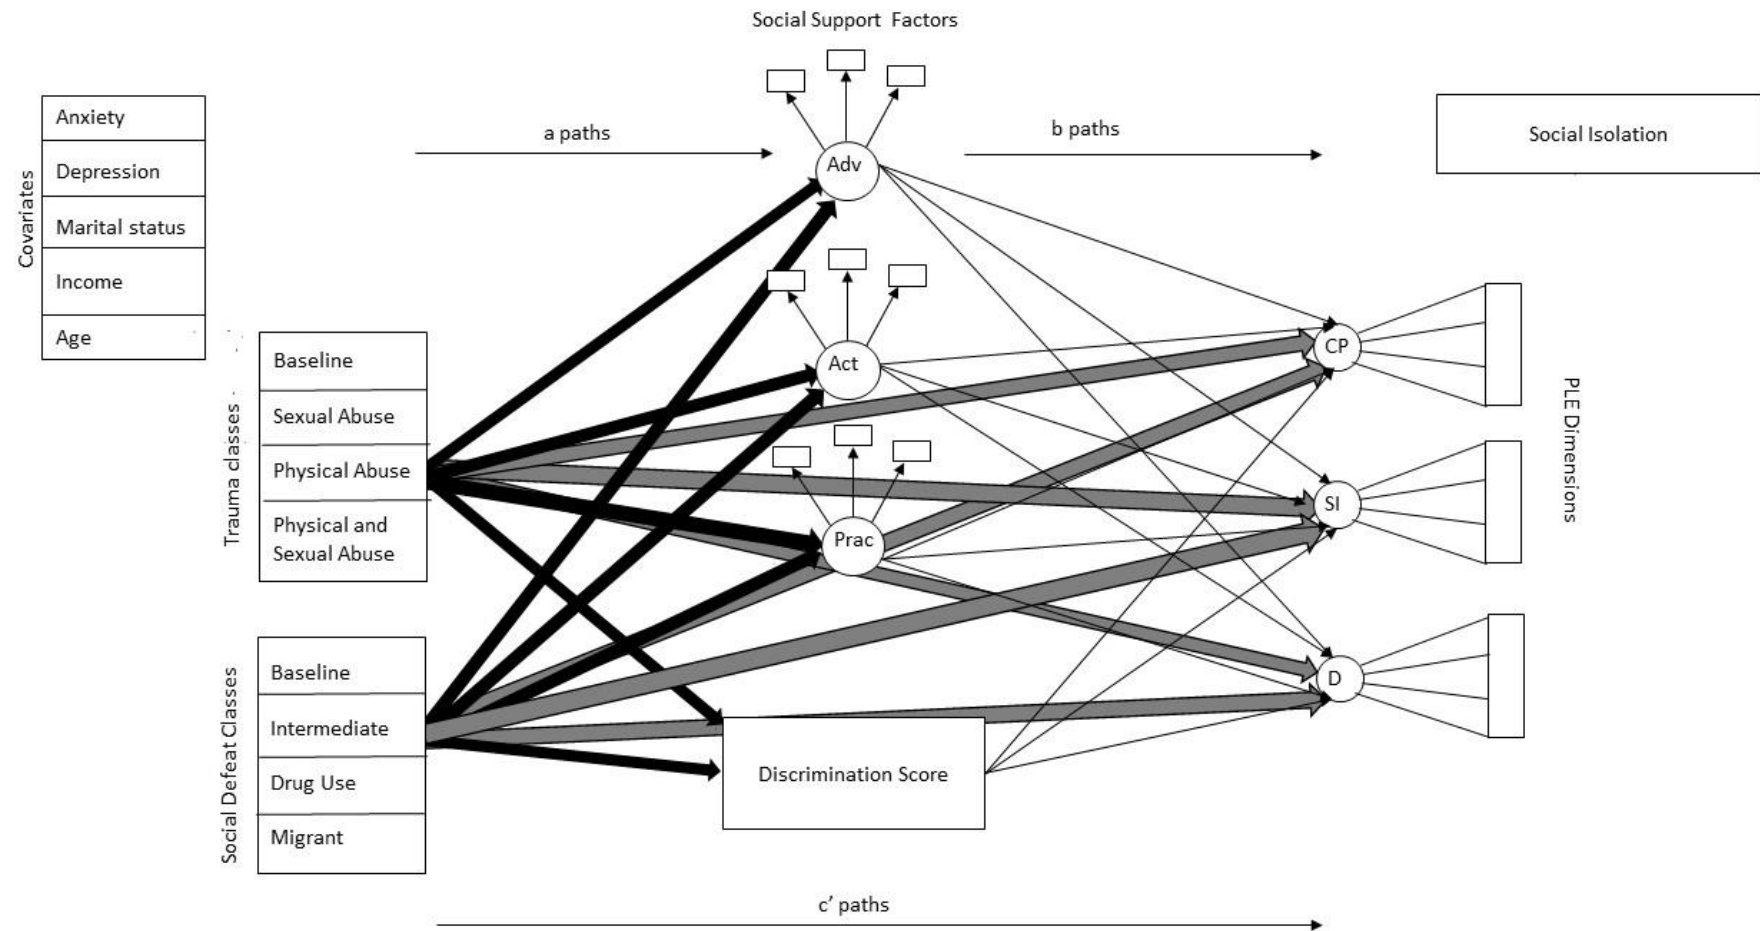 Social Support Factors
Covariates
Anxiety
Depression
Marital status
Income
Age
a paths
b paths
Social Isolation
Adv
Act
Prac
Trauma classes
Baseline
Sexual Abuse
Physical Abuse
Physical and
Sexual Abuse
CP
SI
D
PLE Dimensions
Social Defeat Classes
Baseline
Intermediate
Drug Use
Migrant
Discrimination Score
c’ paths